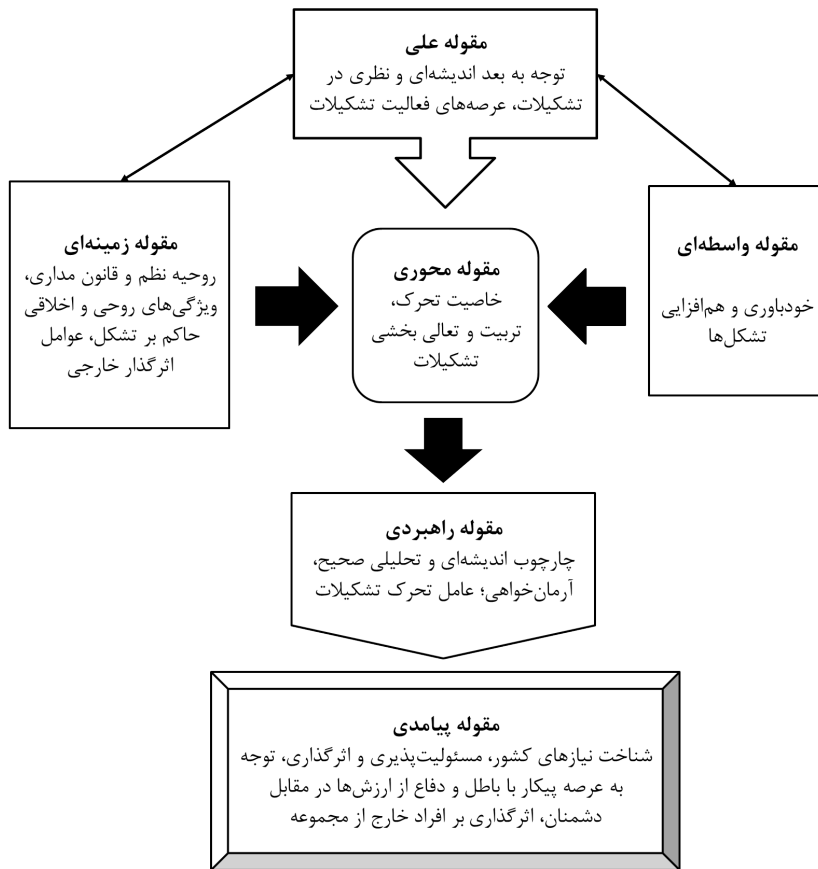 مقوله علی
توجه به بعد اندیشه‌ای و نظری در
تشکیلات، عرصه‌های فعالیت تشکیلات
مقوله زمینه‌ای
روحیه نظم و قانون مداری،
ویژگی‌های روحی و اخلاقی
حاکم بر تشکل، عوامل
اثرگذار خارجی
مقوله محوری
خاصیت تحرک،
تربیت و تعالی بخشی
تشکیلات
مقوله واسطه‌ای
خودباوری و هم‌افزایی
تشکل‌ها
مقوله راهبردی
چارچوب اندیشه‌ای و تحلیلی صحیح،
آرمان‌خواهی؛ عامل تحرک تشکیلات
مقوله پیامدی
شناخت نیازهای کشور، مسئولیت‌پذیری و اثرگذاری، توجه
به عرصه پیکار با باطل و دفاع از ارزش‌ها در مقابل
دشمنان، اثرگذاری بر افراد خارج از مجموعه